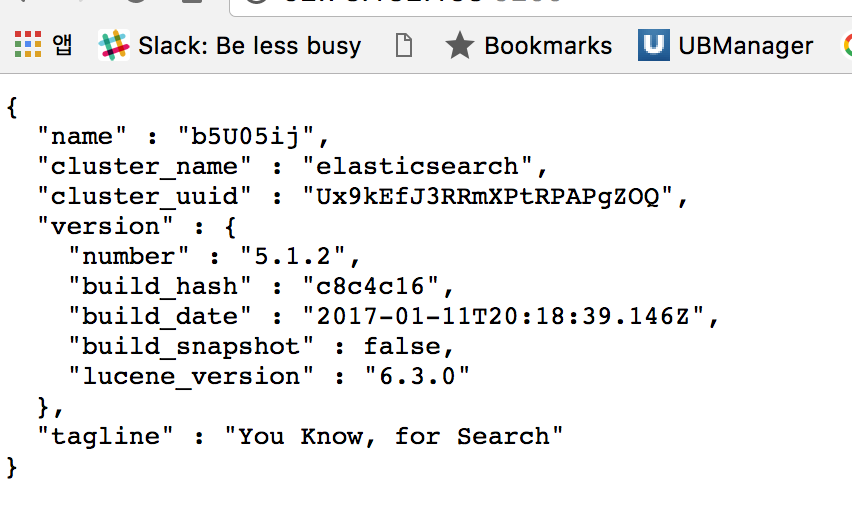 앱 Slack: Be less busy Bookmarks UBManager
{
"name" : "b5U05ij",
"cluster_name" : "elasticsearch",
"cluster_uuid" : "Ux9kEfJ3RRmXPtRPAPgZOQ",
"version" : {
"number" : "5.1.2",
"build_hash" : "c8c4c16",
"build_date" : "2017-01-11T20:18:39.146Z",
"build_snapshot" : false,
"lucene_version" : "6.3.0"
},
"tagline" : "You Know, for Search"
}